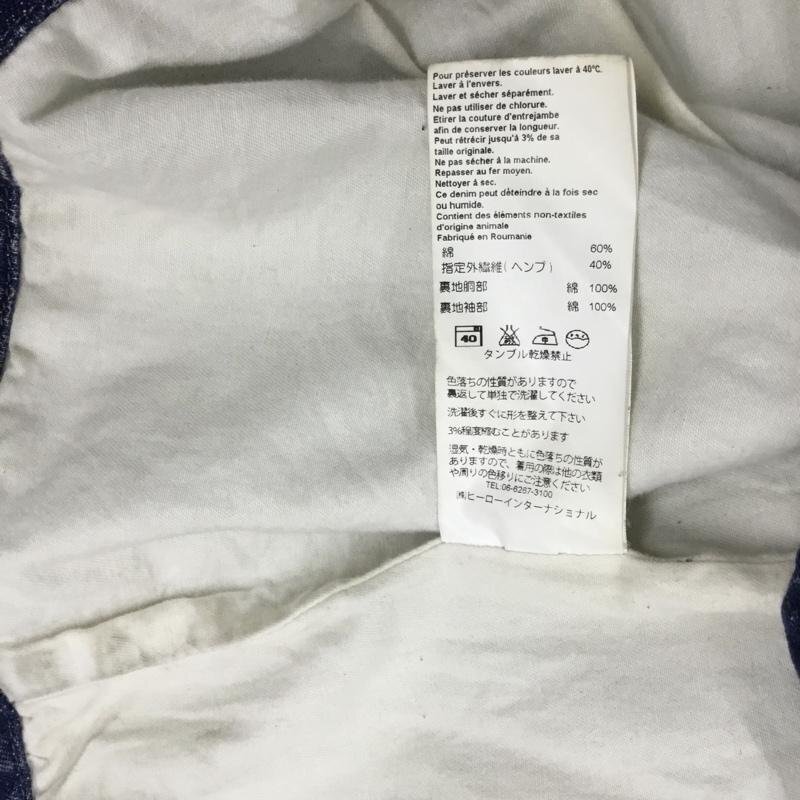 Pour préserver les couleurs laver à 40°C.
Laver à l'envers.
Laver et sécher séparément.
Ne pas utiliser de chlorure.
Etirer la couture d'entrejambe
afin de conserver la longueur.
Peut rétrécir jusqu'à 3% de sa
taille originale.
Ne pas sécher à la machine.
Repasser au fer moyen.
Nettoyer à sec.
Ce denim peut déteindre à la fois sec
ou humide.
Contient des éléments non-textiles
d'origine animale
Fabriqué en Roumanie
綿 60%
指定外繊維(ヘンプ) 40%
裏地胴部 綿 100%
裏地袖部 綿 100%
40
タンブル乾燥禁止
色落ちの性質がありますので
裏返して単独で洗濯してください
洗濯後すぐに形を整えて下さい
3%程度縮むことがあります
湿気・乾燥時ともに色落ちの性質が
ありますので、着用の際は他の衣類
や周りの色移りにご注意ください
TEL:06-6267-3100
㈱ヒーローインターナショナル